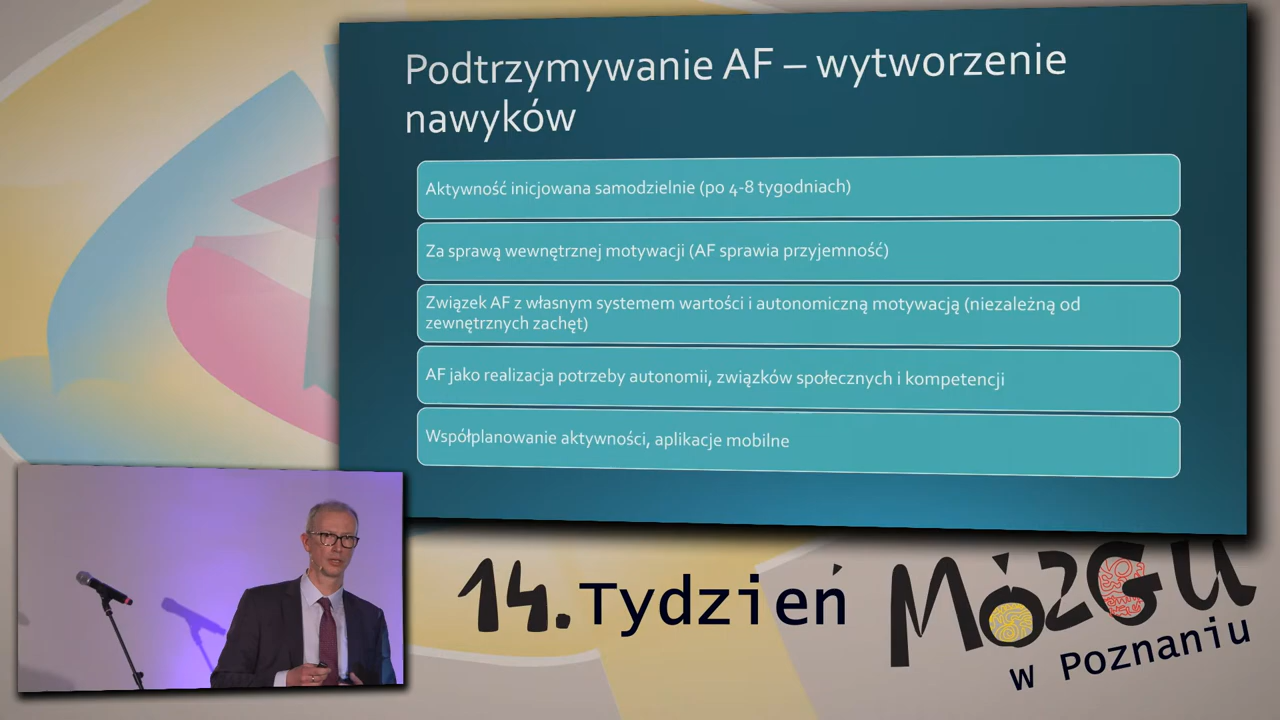 Podtrzymywanie AF – wytworzenie
nawyków
Aktywność inicjowana samodzielnie (po 4-8 tygodniach)
Za sprawą wewnętrznej motywacji (AF sprawia przyjemność)
Związek AF z własnym systemem wartości i autonomiczną motywacją (niezależną od
zewnętrznych zachęt)
AF jako realizacja potrzeby autonomii, związków społecznych i kompetencji
Współplanowanie aktywności, aplikacje mobilne
14. Tydzień MÓZGU
w Poznaniu